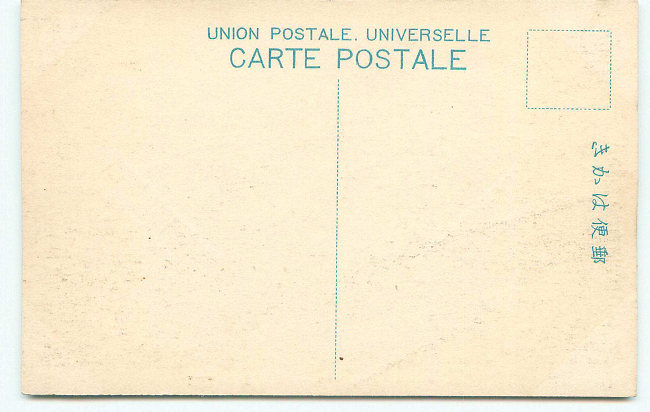 UNION POSTALE. UNIVERSELLE
CARTE POSTALE
きかは便郵